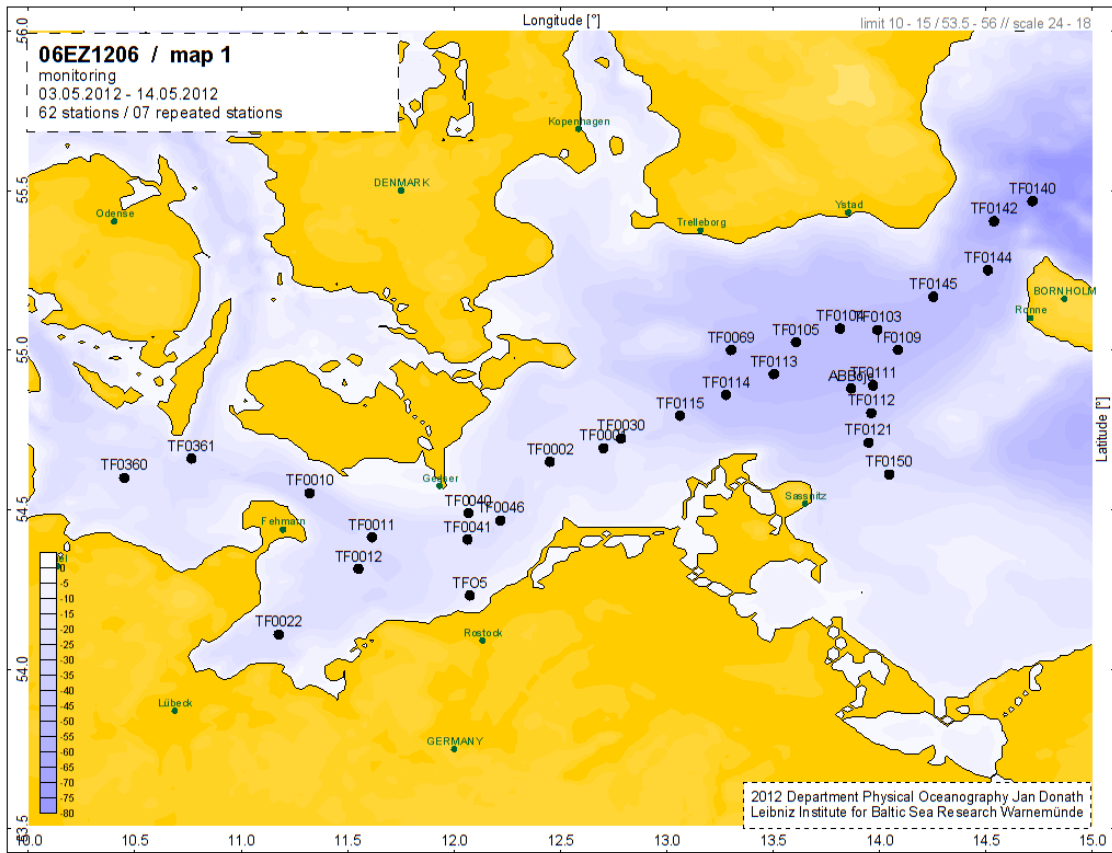 Longitude [°]
limit 10 - 15 / 53.5 - 56 // scale 24 - 18
56.0
06EZ1206 / map 1
monitoring
03.05.2012 - 14.05.2012
62 stations / 07 repeated stations
Kopenhagen
DENMARK
55.5
Odense
Trelleborg
Ystad
TF0140
TF0142
TF0144
BORNHOLM
Ronne
TF0145
TF0104
TF0103
TF0105
TF0069
TF0109
55.0
TF0113
TF0111
ABBoje
TF0114
TF0112
TF0115
TF0121
TF0030
TF0001
TF0002
TF0150
Latitude [°]
TF0361
TF0360
TF0010
Gedser
TF0040
TF0046
Sassnitz
54.5
Fehmarn
TF0011
TF0041
TF0012
TFO5
TF0022
Rostock
54.0
Lübeck
GERMANY
0
-5
-10
-15
-20
-25
-30
-35
-40
-45
-50
-55
-60
-65
-70
-75
-80
2012 Department Physical Oceanography Jan Donath
Leibniz Institute for Baltic Sea Research Warnemünde
53.5
10.0 10.5 11.0 11.5 12.0 12.5 13.0 13.5 14.0 14.5 15.0